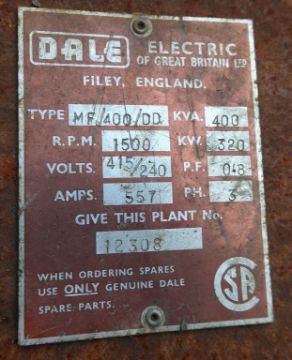 DALE ELECTRIC
OF GREAT BRITAIN LTD
FILEY, ENGLAND.
TYPE MF/400/DD KVA. 400
R.P.M. 1500 KW. 320
VOLTS. 415/240 P.F. 0·8
AMPS. 557 PH. 3
GIVE THIS PLANT No.
12308
WHEN ORDERING SPARES
USE ONLY GENUINE DALE
SPARE PARTS.
CSA